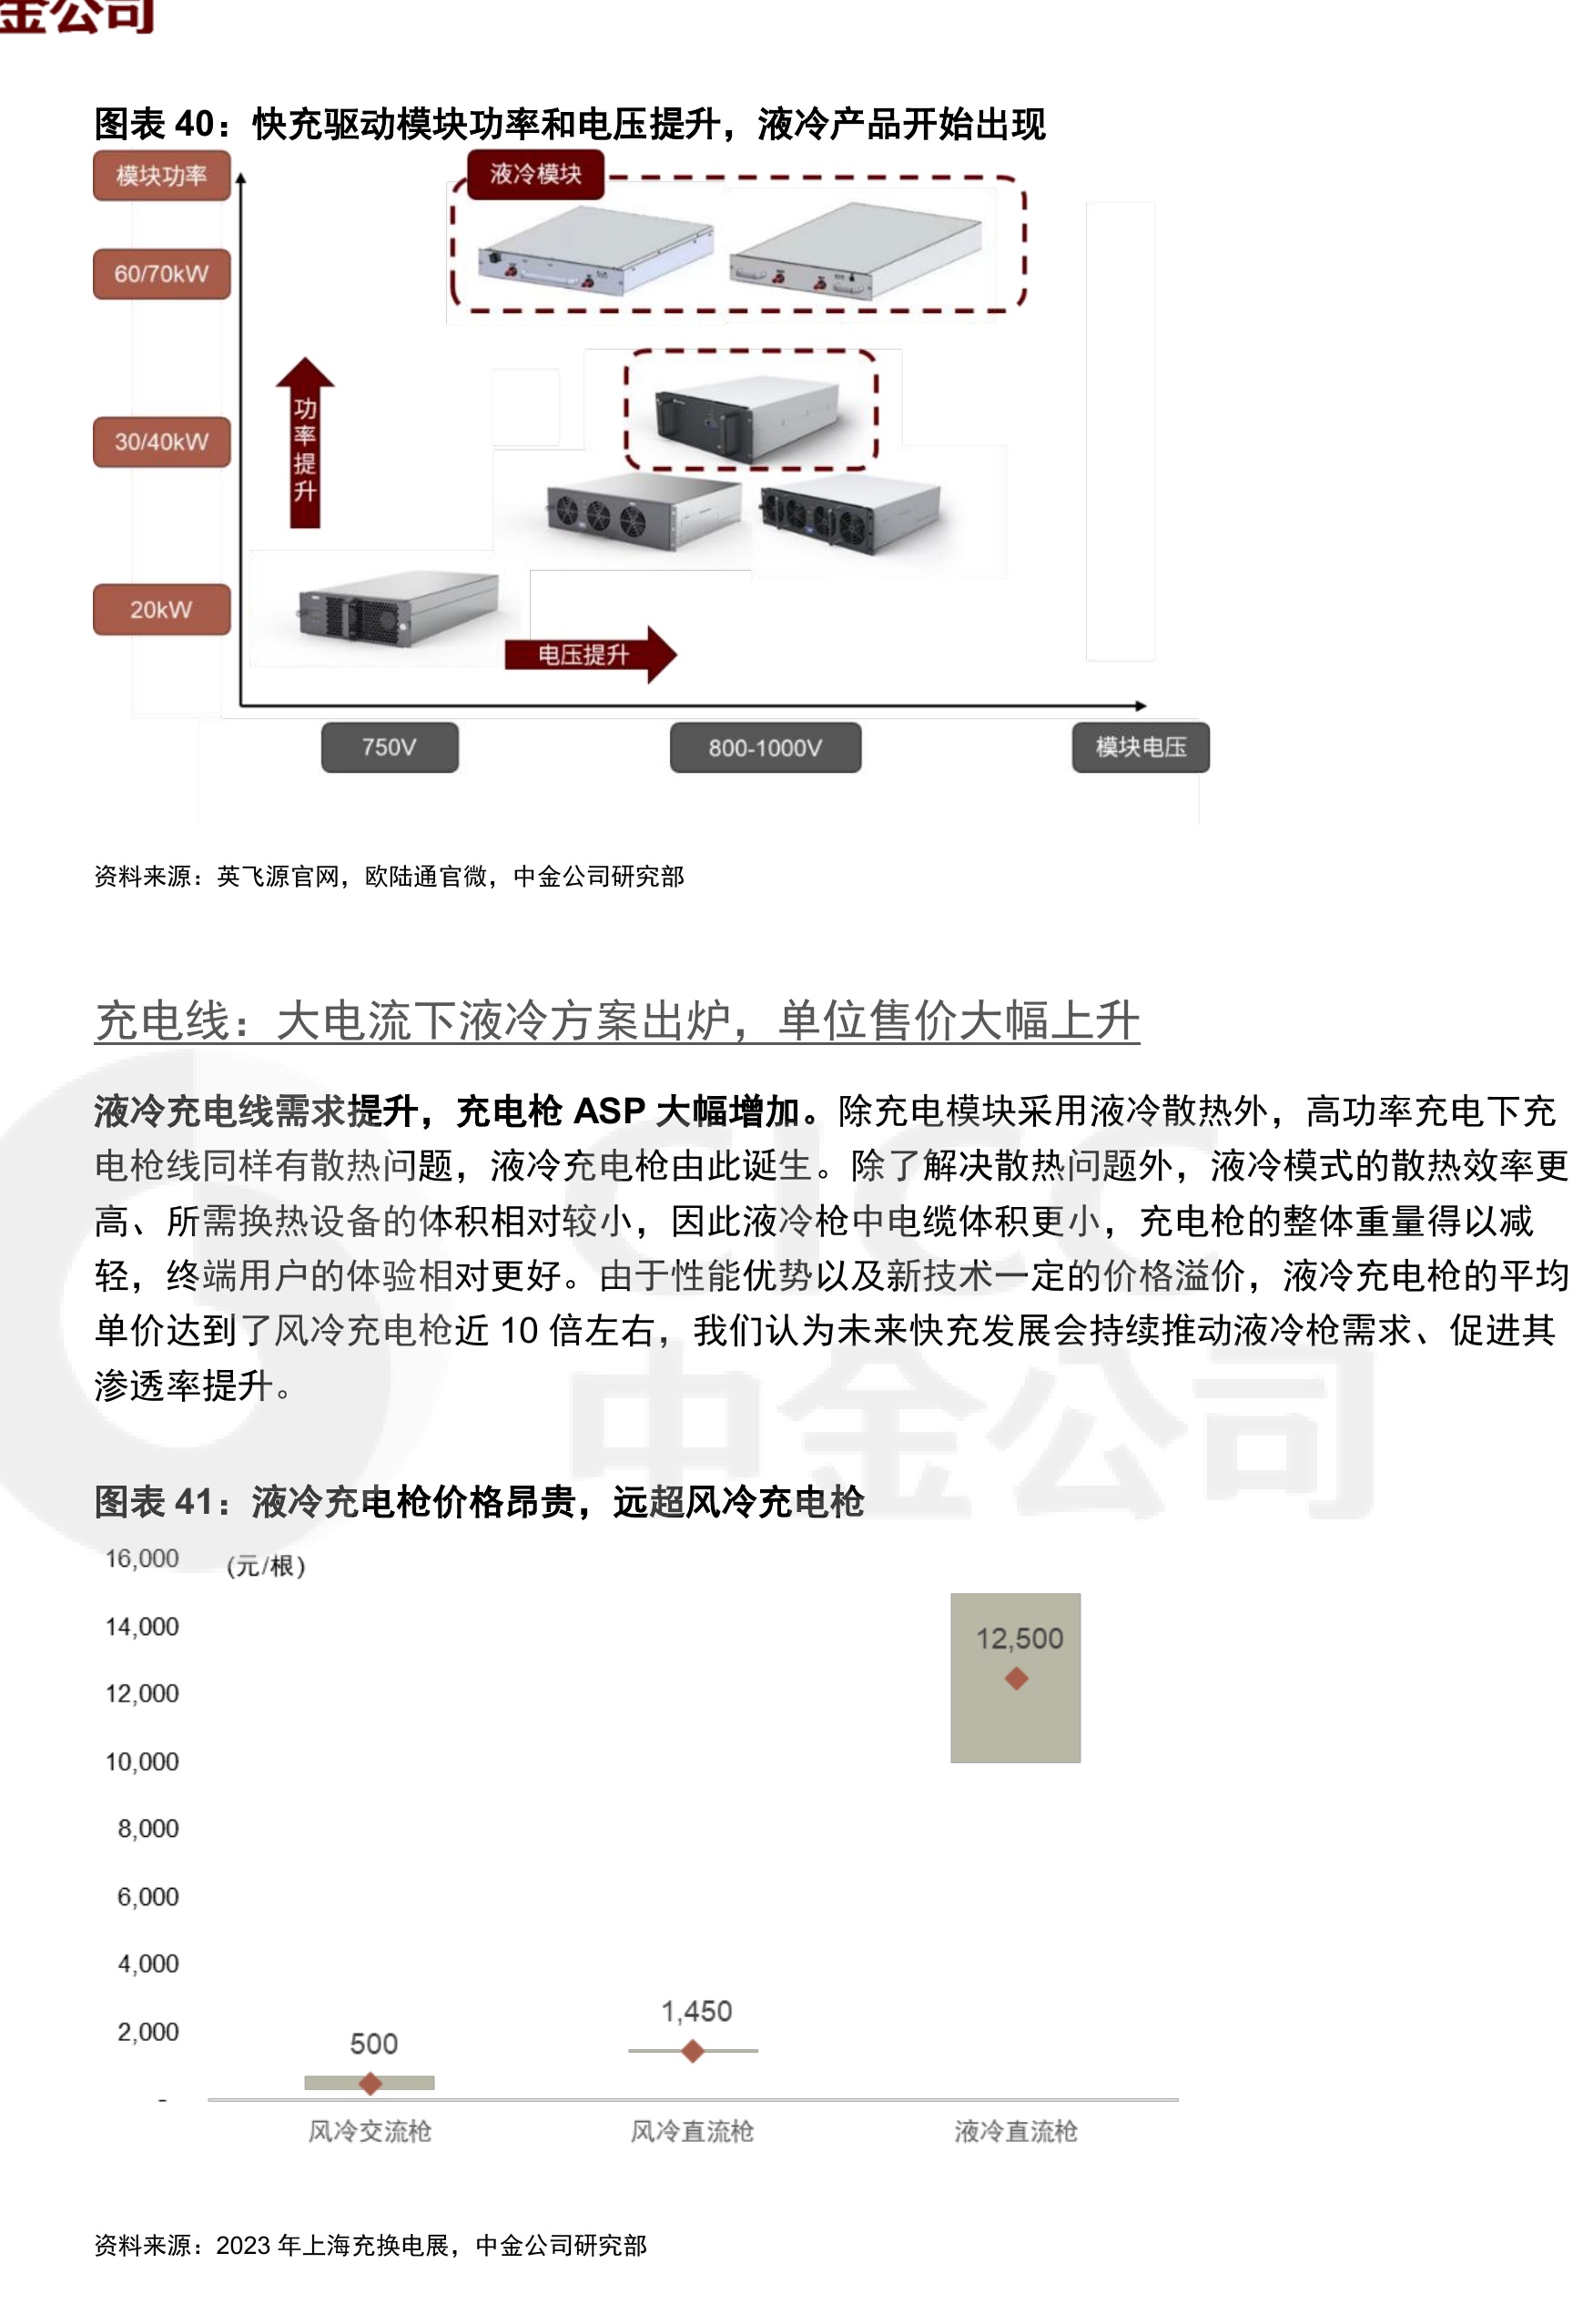 金公司
图表 40：快充驱动模块功率和电压提升，液冷产品开始出现
模块功率
液冷模块
60/70kW
功率提升
30/40kW
20kW
电压提升
750V
800-1000V
模块电压
资料来源：英飞源官网，欧陆通官微，中金公司研究部
充电线：大电流下液冷方案出炉，单位售价大幅上升
液冷充电线需求提升，充电枪 ASP 大幅增加。除充电模块采用液冷散热外，高功率充电下充
电枪线同样有散热问题，液冷充电枪由此诞生。除了解决散热问题外，液冷模式的散热效率更
高、所需换热设备的体积相对较小，因此液冷枪中电缆体积更小，充电枪的整体重量得以减
轻，终端用户的体验相对更好。由于性能优势以及新技术一定的价格溢价，液冷充电枪的平均
单价达到了风冷充电枪近 10 倍左右，我们认为未来快充发展会持续推动液冷枪需求、促进其
渗透率提升。
CICC
中金公司
图表 41：液冷充电枪价格昂贵，远超风冷充电枪
16,000
(元/根)
14,000
12,500
12,000
10,000
8,000
6,000
4,000
1,450
2,000
500
-
风冷交流枪
风冷直流枪
液冷直流枪
资料来源：2023 年上海充换电展，中金公司研究部